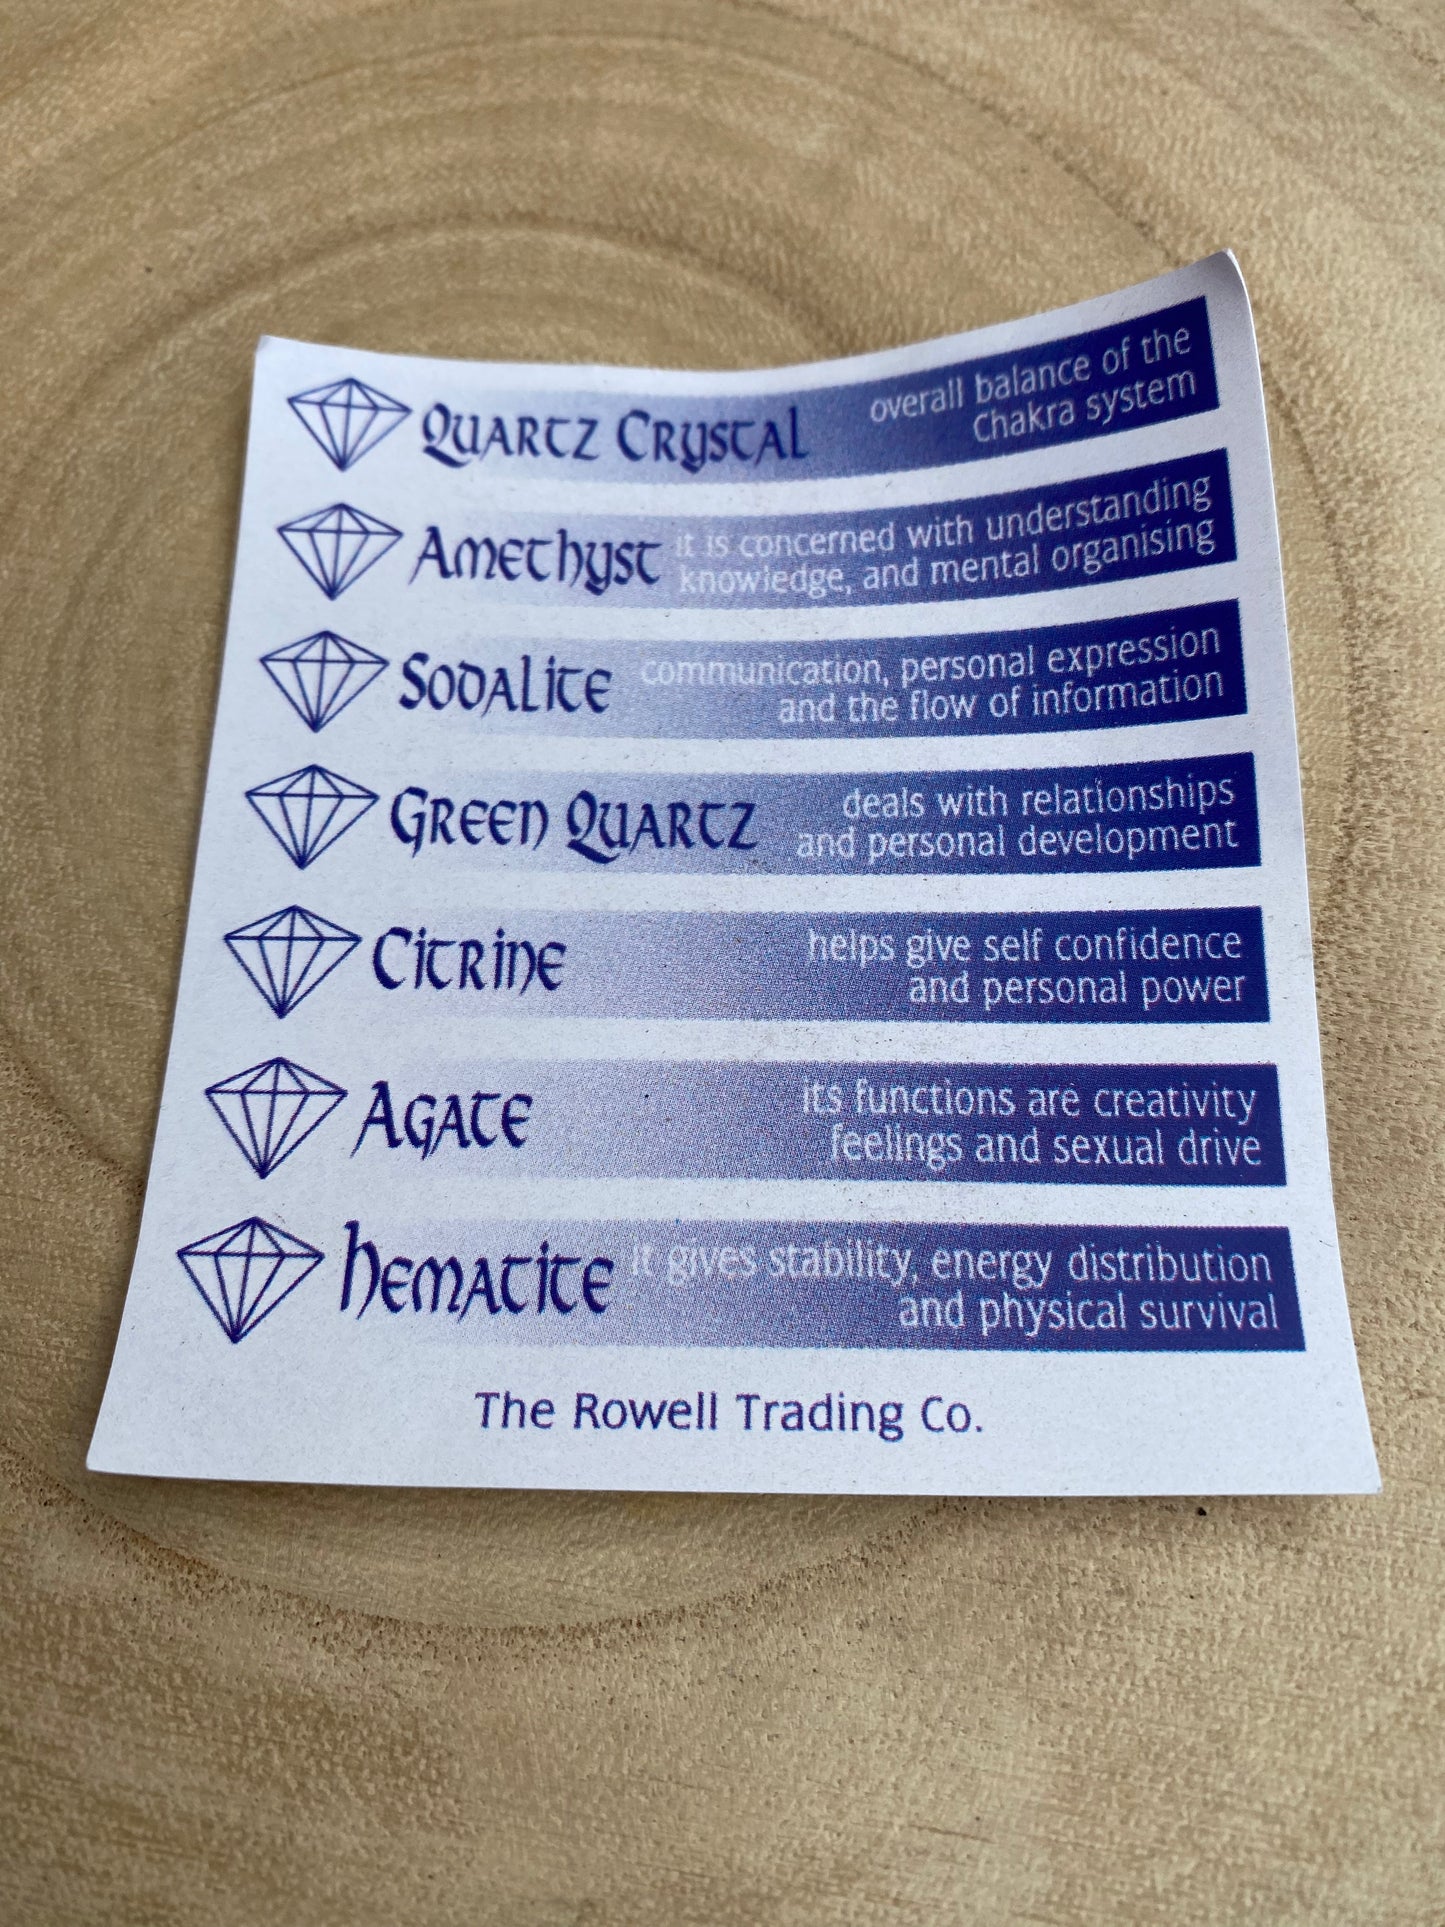 Quartz Crystal
overall balance of the
Chakra system
Amethyst
it is concerned with understanding
knowledge, and mental organising
Sodalite
communication, personal expression
and the flow of information
Green Quartz
deals with relationships
and personal development
Citrine
helps give self confidence
and personal power
Agate
its functions are creativity
feelings and sexual drive
Hematite
it gives stability, energy distribution
and physical survival
The Rowell Trading Co.